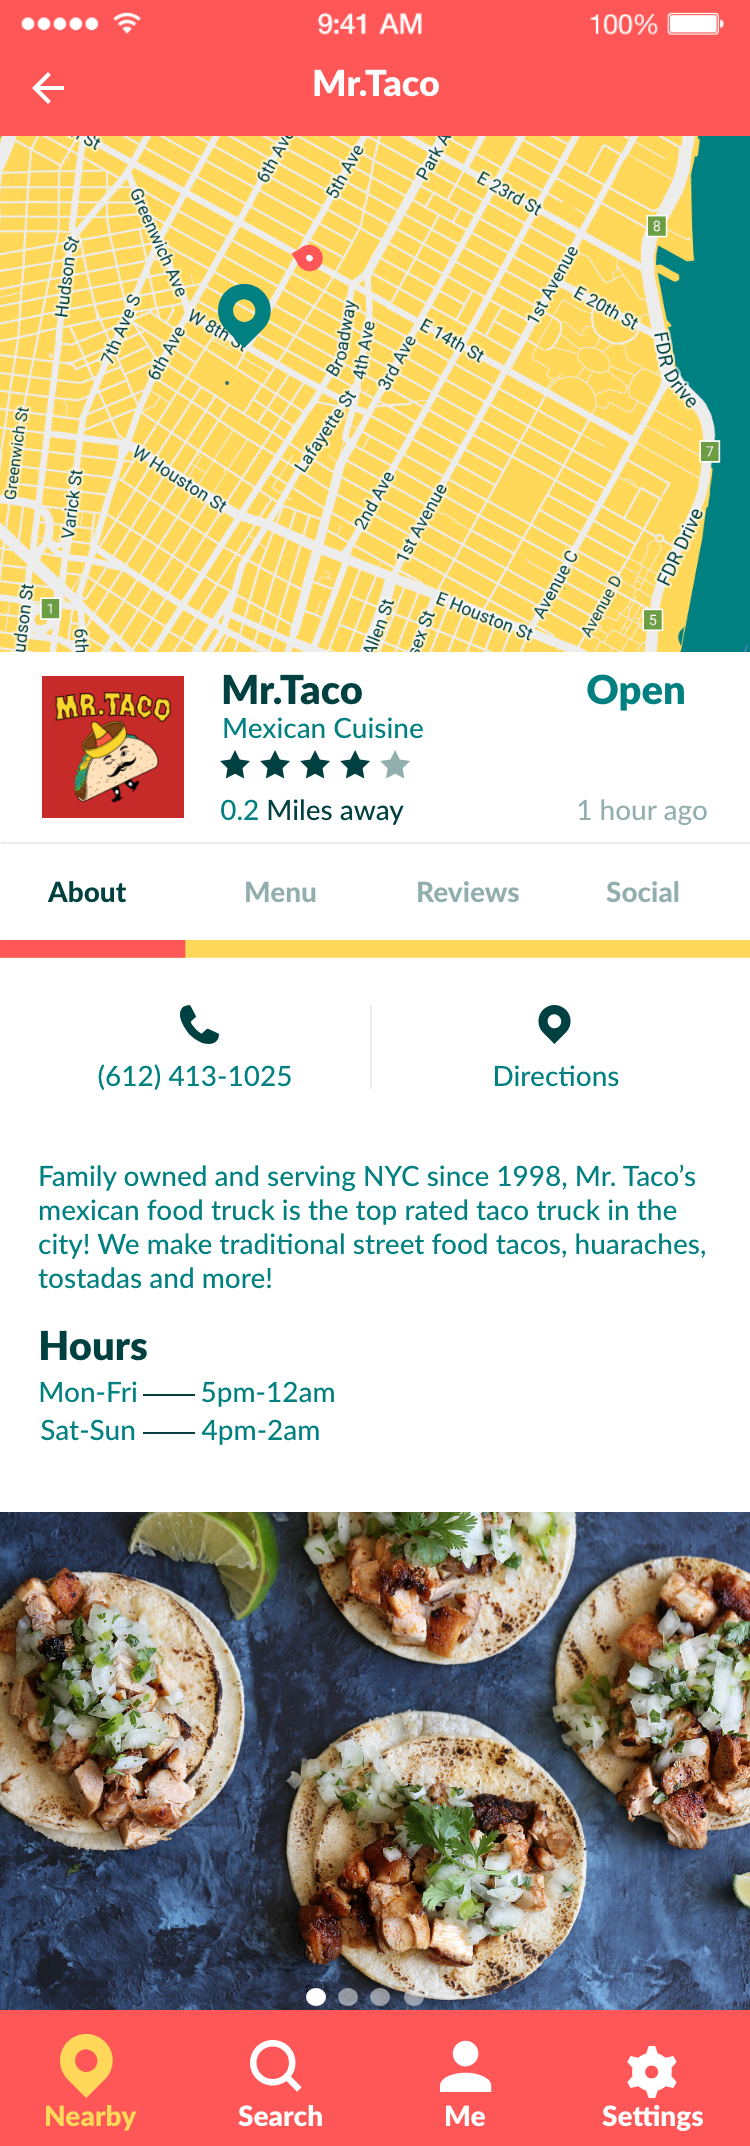 9:41 AM
100%
Mr.Taco
6th Ave
5th Ave
Park A
E 23rd St
Greenwich Ave
8
Hudson St
1st Avenue
7th Ave S
6th Ave
W 8th St
Broadway
4th Ave
3rd Ave
E 14th St
E 20th St
FDR Drive
Lafayette St
Greenwich St
Varick St
W Houston St
2nd Ave
1st Avenue
7
FDR Drive
Avenue C
Avenue D
1
udson St
6th
Allen St
sex St
E Houston St
5
MR.TACO
Mr.Taco
Open
Mexican Cuisine
0.2 Miles away
1 hour ago
About
Menu
Reviews
Social
(612) 413-1025
Directions
Family owned and serving NYC since 1998, Mr. Taco’s
mexican food truck is the top rated taco truck in the
city! We make traditional street food tacos, huaraches,
tostadas and more!
Hours
Mon-Fri —— 5pm-12am
Sat-Sun —— 4pm-2am
Nearby
Search
Me
Settings